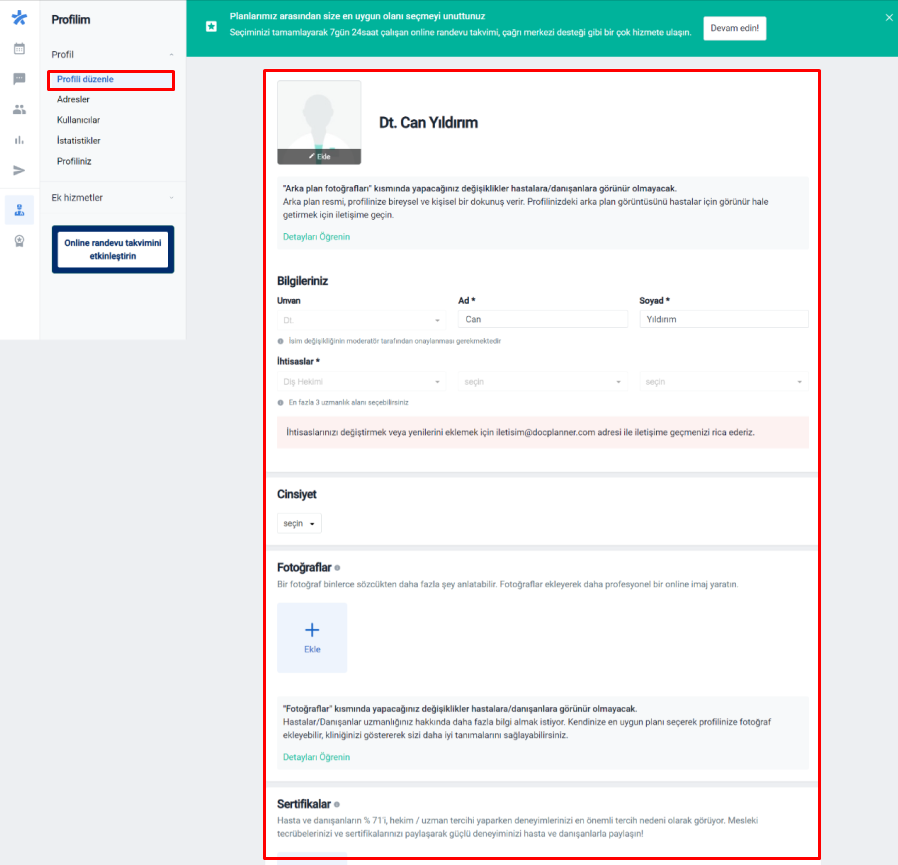 Profilim
Profil
Profili düzenle
Adresler
Kullanıcılar
İstatistikler
Profiliniz
Ek hizmetler
Online randevu takvimini
etkinleştirin
Planlarımız arasından size en uygun olanı seçmeyi unuttunuz
Seçiminizi tamamlayarak 7gün 24saat çalışan online randevu takvimi, çağrı merkezi desteği gibi bir çok hizmete ulaşın.
Devam edin!
Ekle
Dt. Can Yıldırım
"Arka plan fotoğrafları" kısmında yapacağınız değişiklikler hastalara/danışanlara görünür olmayacak.
Arka plan resmi, profilinize bireysel ve kişisel bir dokunuş verir. Profilinizdeki arka plan görüntüsünü hastalar için görünür hale
getirmek için iletişime geçin.
Detayları Öğrenin
Bilgileriniz
Unvan Ad * Soyad *
Dt. Can Yıldırım
İsim değişikliğinin moderatör tarafından onaylanması gerekmektedir
İhtisaslar *
Diş Hekimi seçin seçin
En fazla 3 uzmanlık alanı seçebilirsiniz
İhtisaslarınızı değiştirmek veya yenilerini eklemek için iletisim@docplanner.com adresi ile iletişime geçmenizi rica ederiz.
Cinsiyet
seçin
Fotoğraflar
Bir fotoğraf binlerce sözcükten daha fazla şey anlatabilir. Fotoğraflar ekleyerek daha profesyonel bir online imaj yaratın.
Ekle
"Fotoğraflar" kısmında yapacağınız değişiklikler hastalara/danışanlara görünür olmayacak.
Hastalar/Danışanlar uzmanlığınız hakkında daha fazla bilgi almak istiyor. Kendinize en uygun planı seçerek profilinize fotoğraf
ekleyebilir, kliniğinizi göstererek sizi daha iyi tanımalarını sağlayabilirsiniz.
Detayları Öğrenin
Sertifikalar
Hasta ve danışanların % 71'i, hekim / uzman tercihi yaparken deneyimlerinizi en önemli tercih nedeni olarak görüyor. Mesleki
tecrübelerinizi ve sertifikalarınızı paylaşarak güçlü deneyiminizi hasta ve danışanlarla paylaşın!